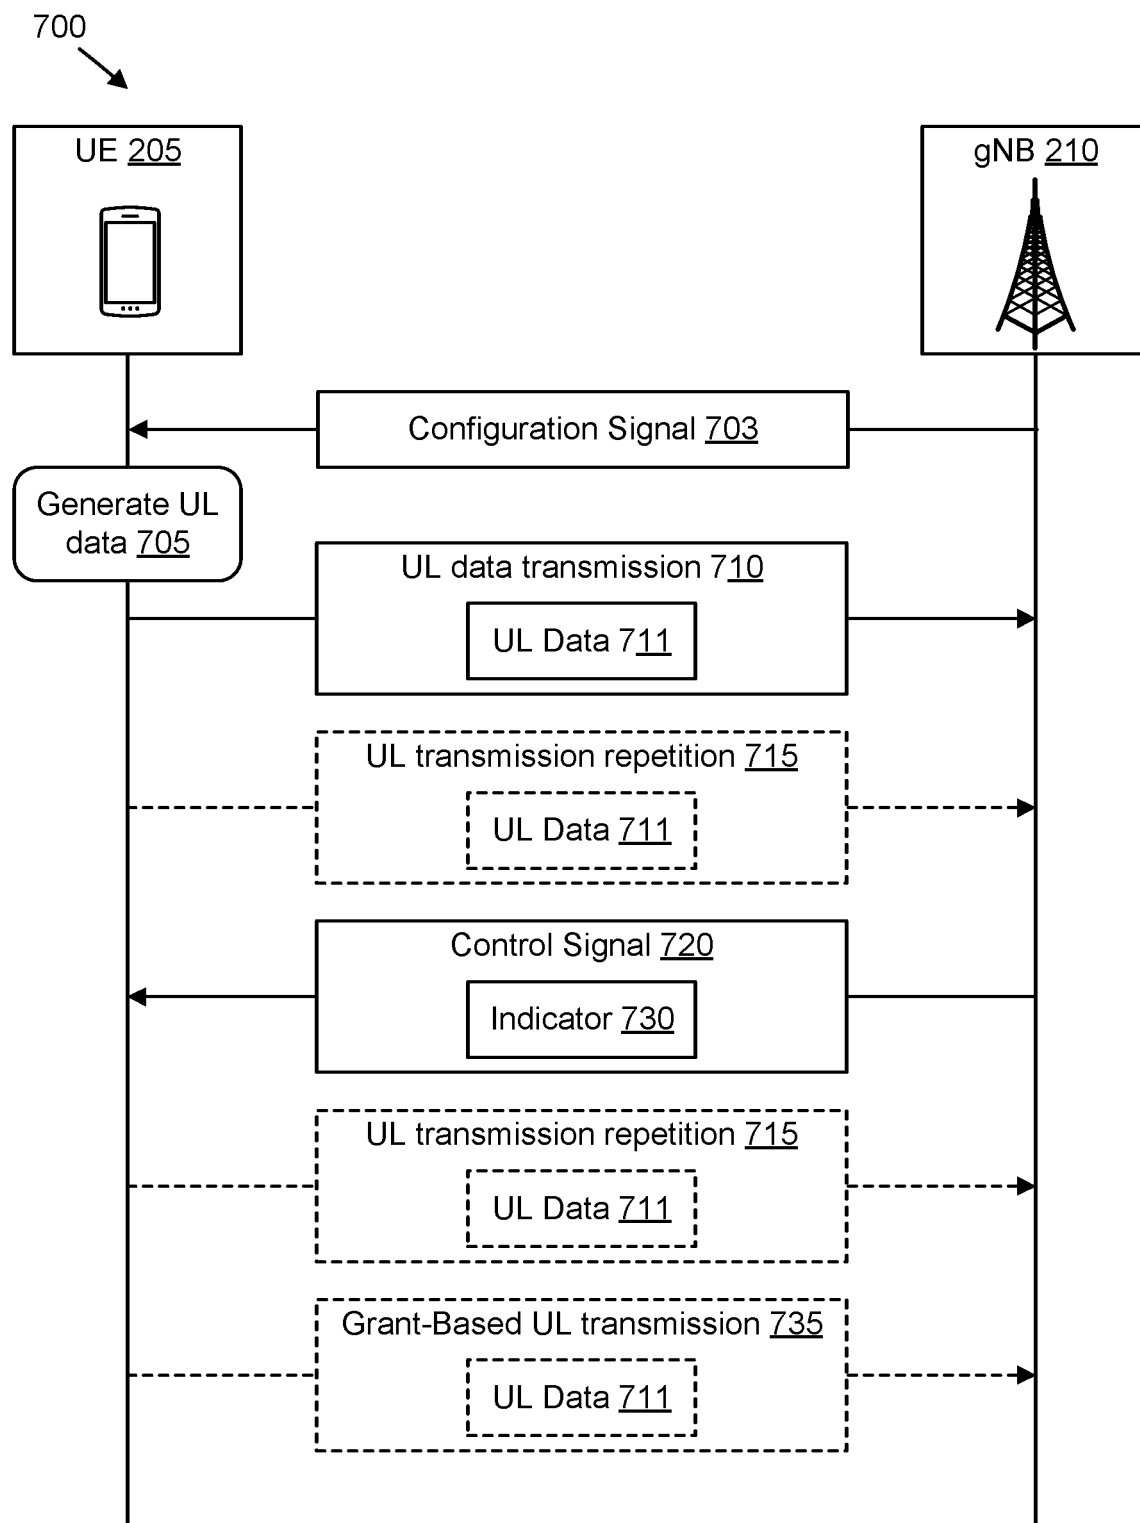 700
UE 205
gNB 210
Configuration Signal 703
Generate UL
data 705
UL data transmission 710
UL Data 711
UL transmission repetition 715
UL Data 711
Control Signal 720
Indicator 730
UL transmission repetition 715
UL Data 711
Grant-Based UL transmission 735
UL Data 711